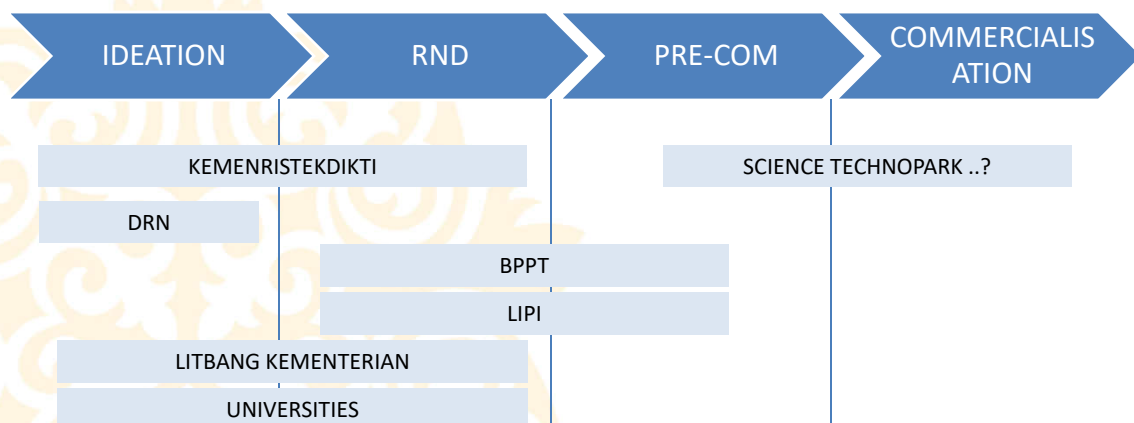 IDEATION
RND
PRE-COM
COMMERCIALIS
ATION
KEMENRISTEKDIKTI
SCIENCE TECHNOPARK ..?
DRN
BPPT
LIPI
LITBANG KEMENTERIAN
UNIVERSITIES